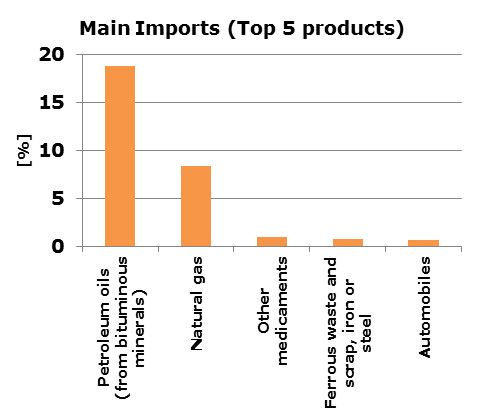 Main Imports (Top 5 products)
20
15
10
5
0
[%]
Petroleum oils
(from bituminous
minerals)
Natural gas
Other
medicaments
Ferrous waste and
scrap, iron or
steel
Automobiles